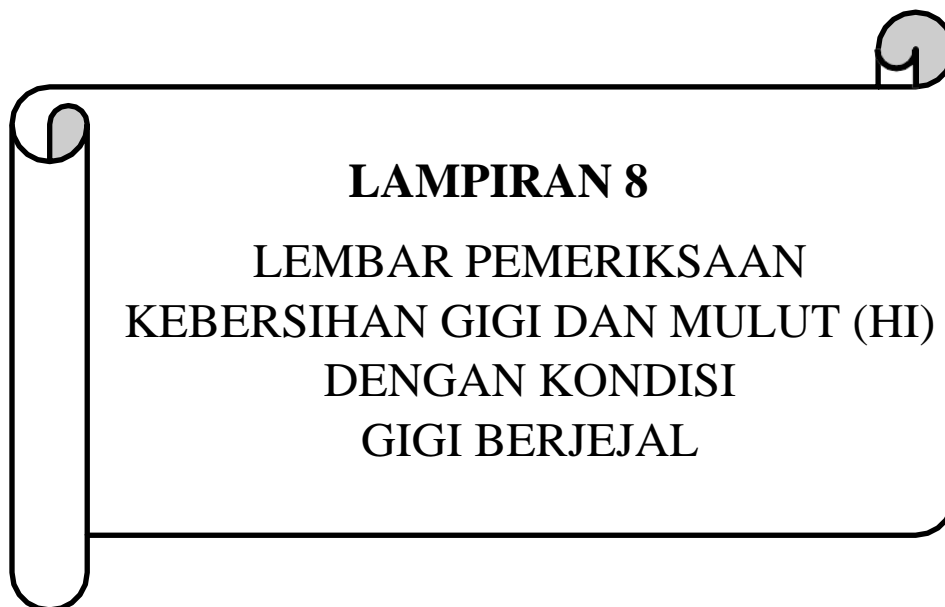 LAMPIRAN 8
LEMBAR PEMERIKSAAN
KEBERSIHAN GIGI DAN MULUT (HI)
DENGAN KONDISI
GIGI BERJEJAL